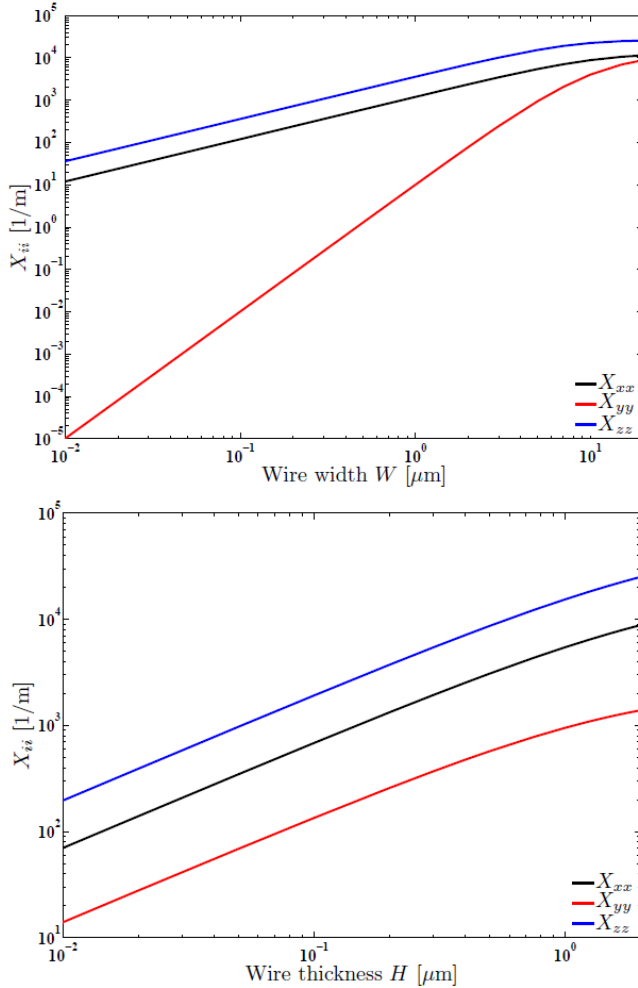 10^5
10^4
10^3
10^2
10^1
10^0
10^-1
10^-2
10^-3
10^-4
10^-5
X_ii [1/m]
X_xx
X_yy
X_zz
10^-2
10^-1
10^0
10^1
Wire width W [μm]
10^5
10^4
10^3
10^2
10^1
X_ii [1/m]
X_xx
X_yy
X_zz
10^-2
10^-1
10^0
Wire thickness H [μm]